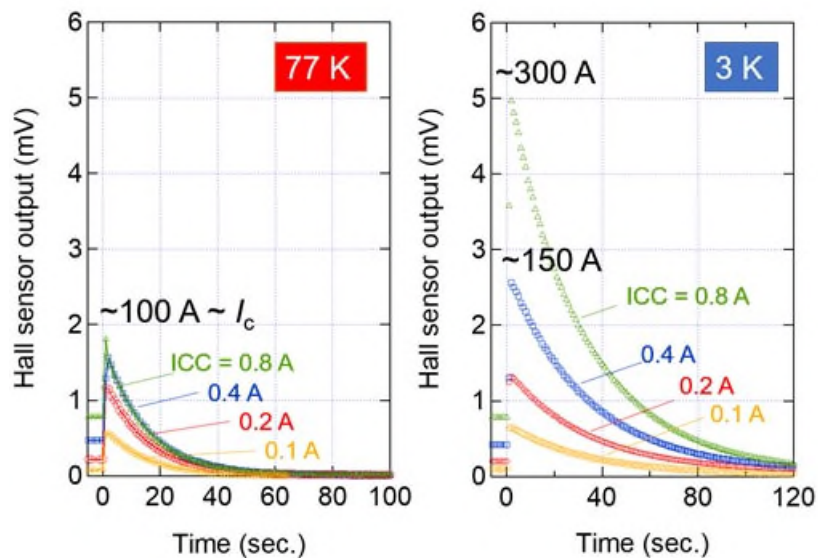 77 K
~100 A ~ Ic
ICC = 0.8 A
0.4 A
0.2 A
0.1 A
Hall sensor output (mV)
6
5
4
3
2
1
0
0 20 40 60 80 100
Time (sec.)
3 K
~300 A
~150 A
ICC = 0.8 A
0.4 A
0.2 A
0.1 A
Hall sensor output (mV)
6
5
4
3
2
1
0
0 40 80 120
Time (sec.)